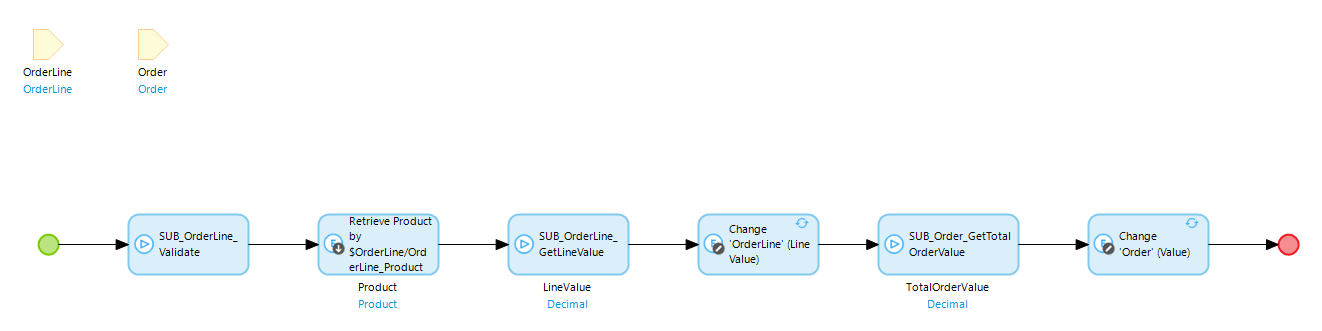 OrderLine
OrderLine
Order
Order
SUB_OrderLine_
Validate
Retrieve Product
by
$OrderLine/Ord
erLine_Product
Product
Product
SUB_OrderLine_
GetLineValue
LineValue
Decimal
Change
'OrderLine' (Line
Value)
SUB_Order_GetTotal
OrderValue
TotalOrderValue
Decimal
Change
'Order' (Value)